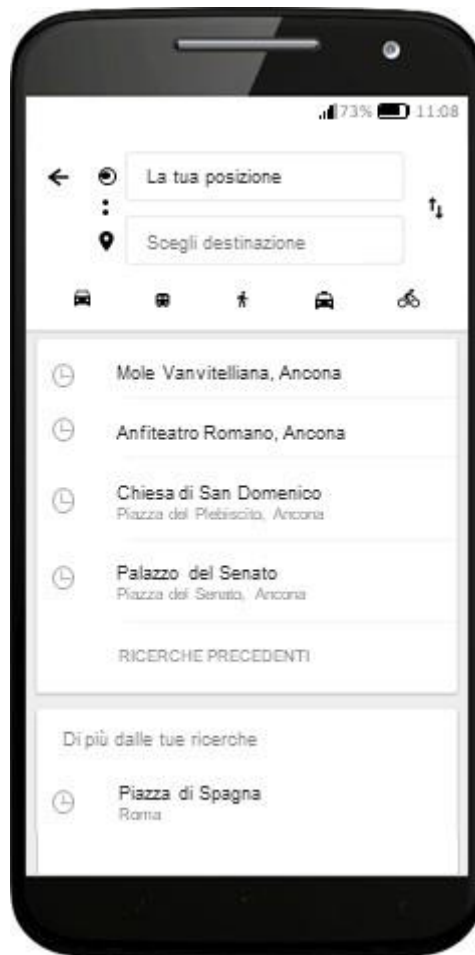 73% 11:08
La tua posizione
Scegli destinazione
Mole Vanvitelliana, Ancona
Anfiteatro Romano, Ancona
Chiesa di San Domenico
Piazza del Plebiscito, Ancona
Palazzo del Senato
Piazza del Senato, Ancona
RICERCHE PRECEDENTI
Di più dalle tue ricerche
Piazza di Spagna
Roma